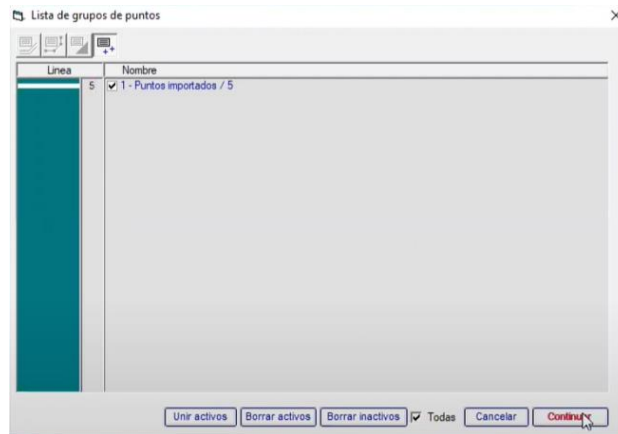 Lista de grupos de puntos
Linea Nombre
5 1 - Puntos importados / 5
Unir activos Borrar activos Borrar inactivos Todas Cancelar Continuar